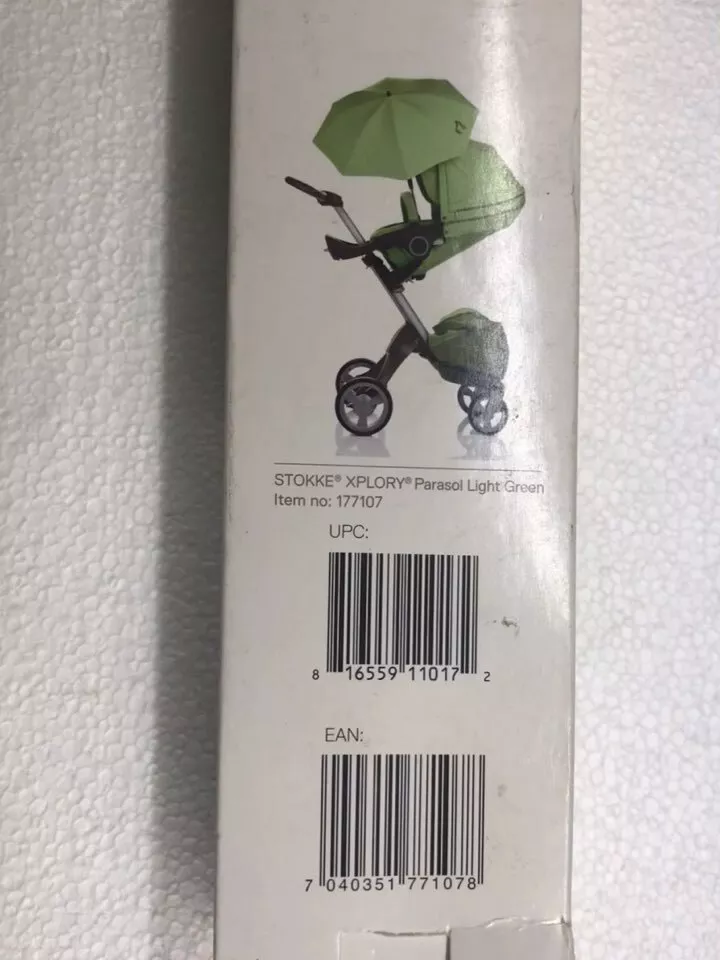 STOKKE® XPLORY® Parasol Light Green
Item no: 177107
UPC:
8 16559 11017 2
EAN:
7 040351 771078